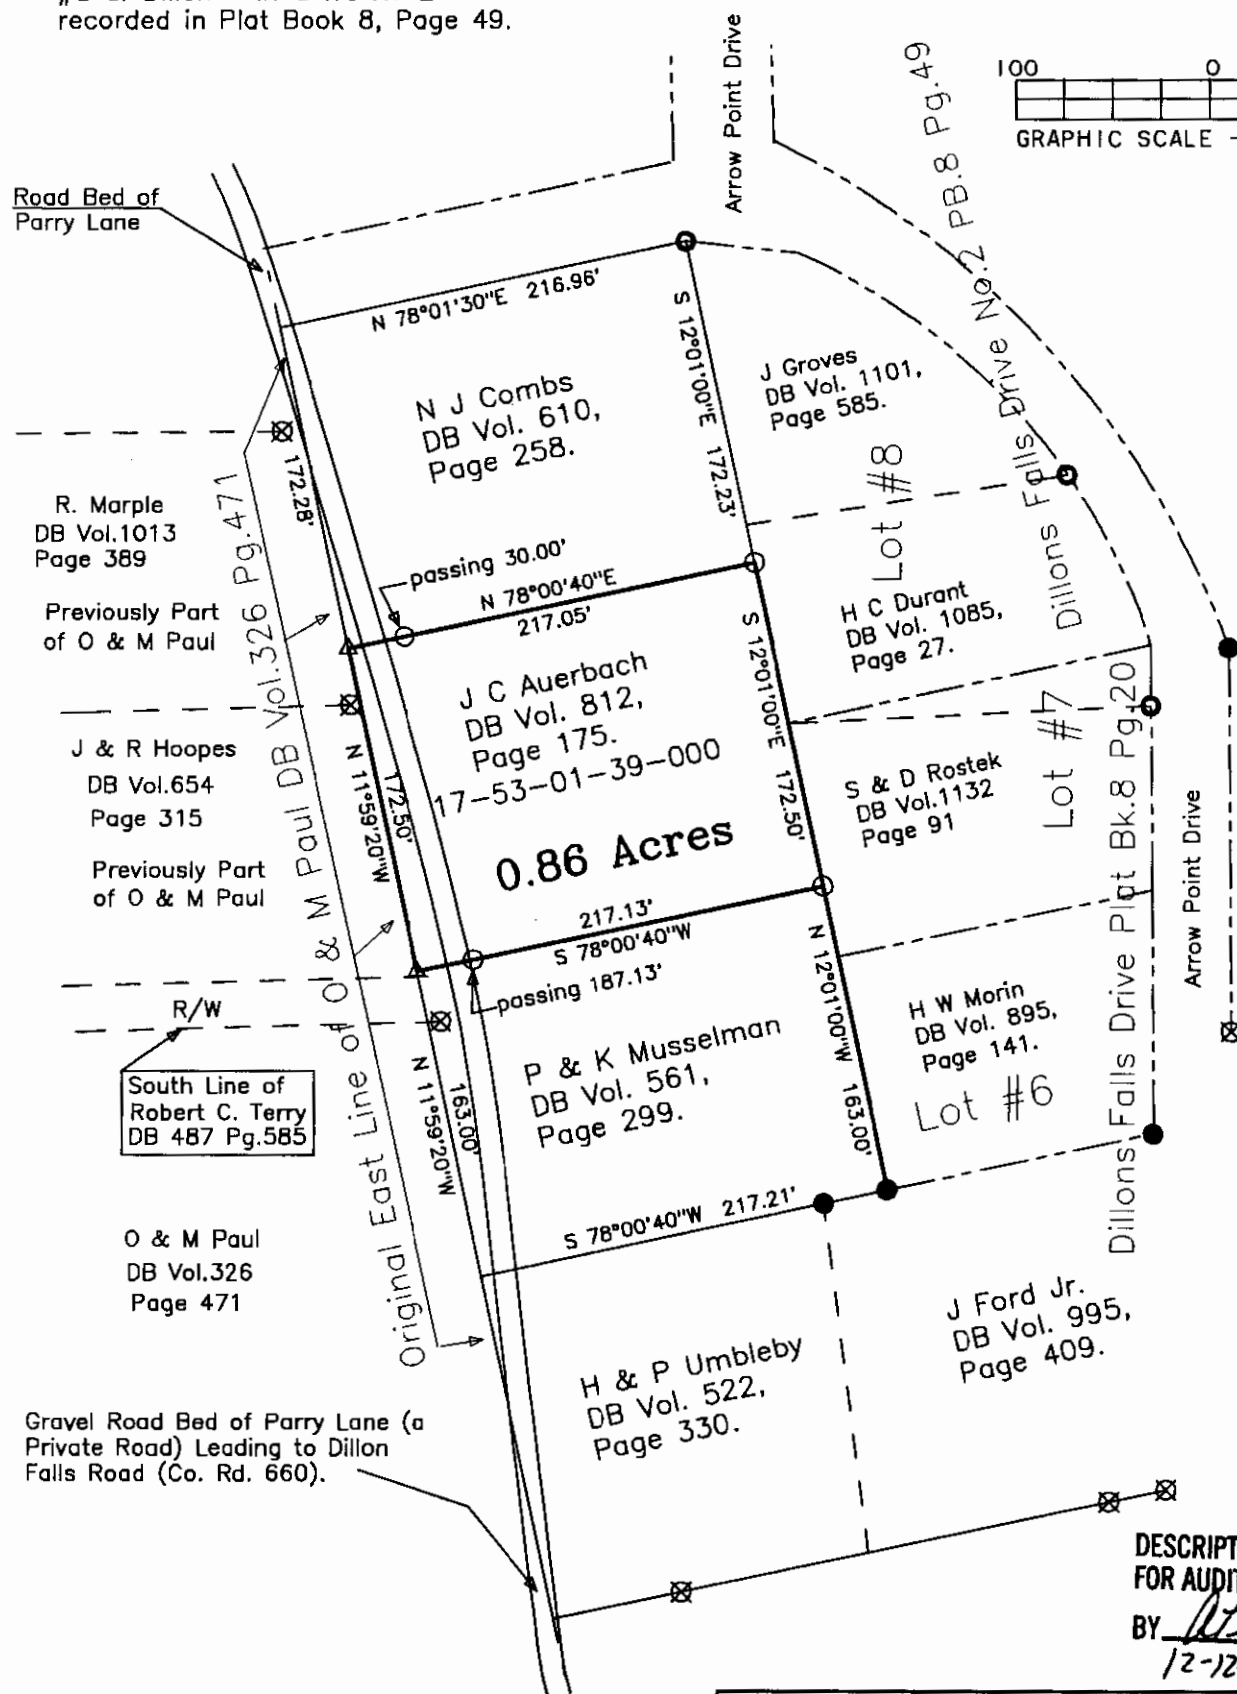 recorded in Plat Book 8, Page 49.
Arrow Point Drive
100 0
GRAPHIC SCALE -
Dillons Falls Drive No.2 PB.8 Pg.49
Road Bed of
Parry Lane
N 78°01'30"E 216.96'
S 12°01'00"E 172.23'
N J Combs
DB Vol. 610,
Page 258.
J Groves
DB Vol. 1101,
Page 585.
Lot #8
172.28'
R. Marple
DB Vol.1013
Page 389
Previously Part
of O & M Paul
passing 30.00'
N 78°00'40"E
217.05'
H C Durant
DB Vol. 1085,
Page 27.
S 12°01'00"E 172.50'
J C Auerbach
DB Vol. 812,
Page 175.
17-53-01-39-000
0.86 Acres
J & R Hoopes
DB Vol.654
Page 315
Previously Part
of O & M Paul
N 11°59'20"W
172.50'
S & D Rostek
DB Vol.1132
Page 91
Lot #7
Dillons Falls Drive Plat Bk.8 Pg.20
Arrow Point Drive
217.13'
S 78°00'40"W
passing 187.13'
N 12°01'00"W 163.00'
R/W
South Line of
Robert C. Terry
DB 487 Pg.585
Original East Line of O & M Paul DB Vol.326 Pg.471
N 11°59'20"W
163.00'
P & K Musselman
DB Vol. 561,
Page 299.
H W Morin
DB Vol. 895,
Page 141.
Lot #6
S 78°00'40"W 217.21'
O & M Paul
DB Vol.326
Page 471
H & P Umbleby
DB Vol. 522,
Page 330.
J Ford Jr.
DB Vol. 995,
Page 409.
Gravel Road Bed of Parry Lane (a
Private Road) Leading to Dillon
Falls Road (Co. Rd. 660).
DESCRIPT
FOR AUDIT
BY
12-12